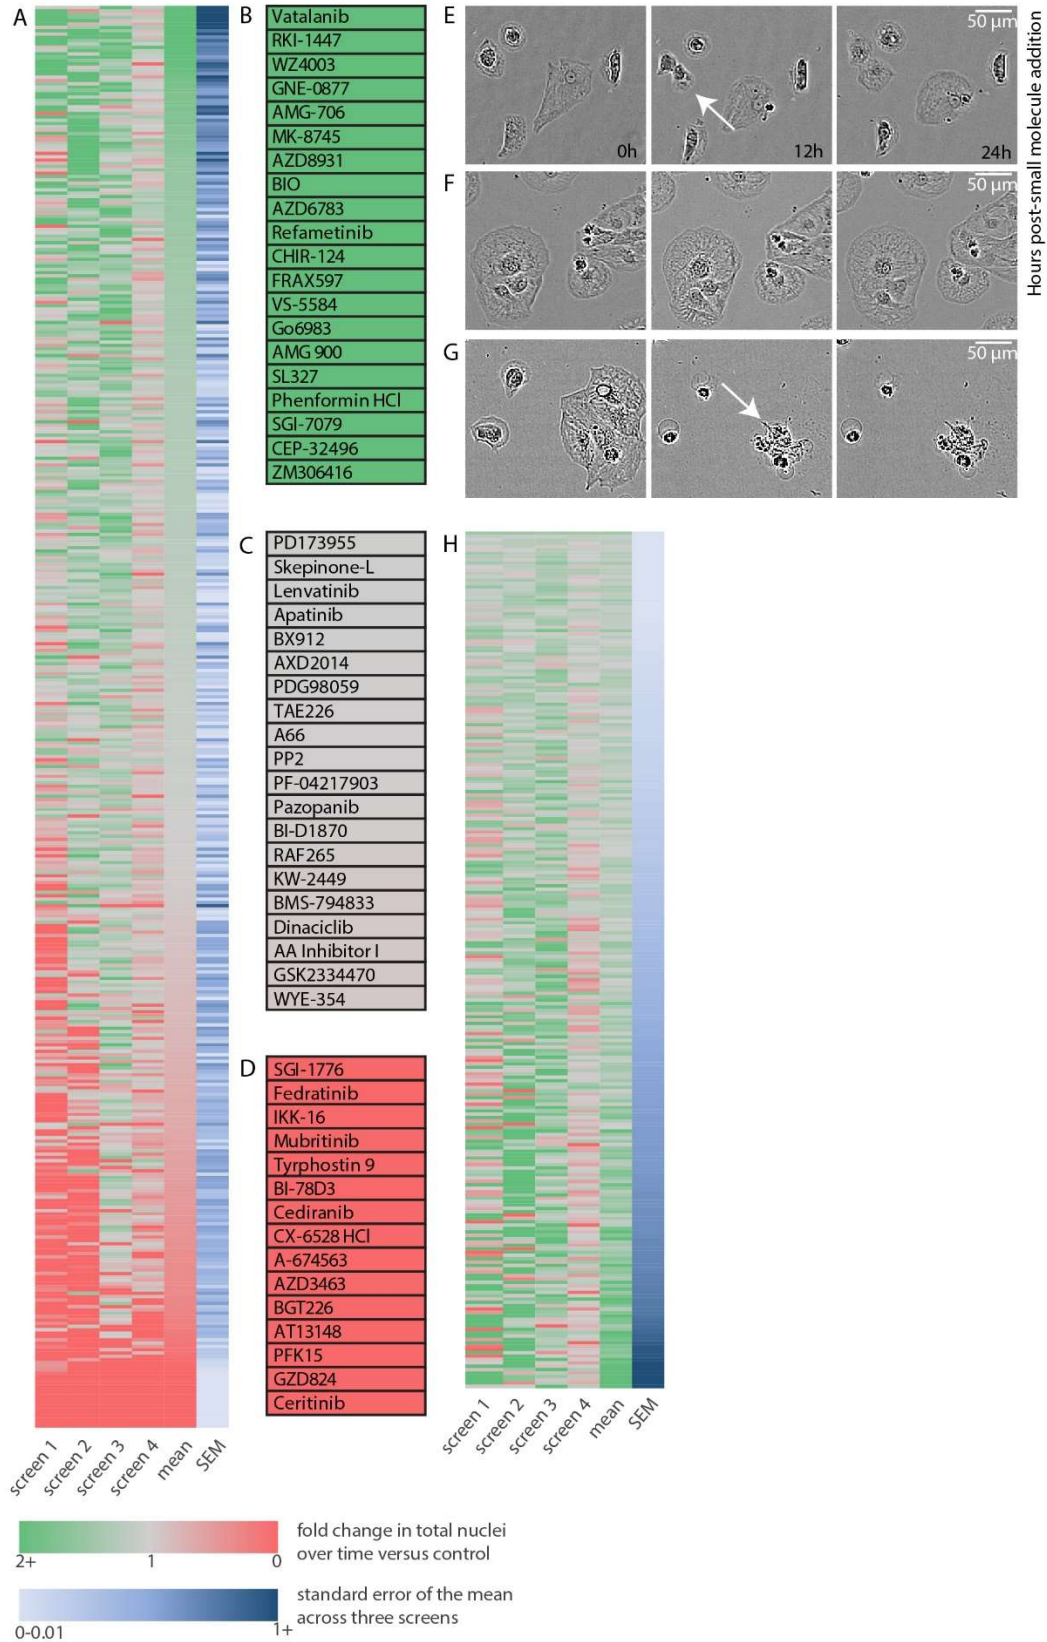 A
B
Vatalanib
RKI-1447
WZ4003
GNE-0877
AMG-706
MK-8745
AZD8931
BIO
AZD6783
Refametinib
CHIR-124
FRAX597
VS-5584
Go6983
AMG 900
SL327
Phenformin HCl
SGI-7079
CEP-32496
ZM306416
C
PD173955
Skepinone-L
Lenvatinib
Apatinib
BX912
AXD2014
PDG98059
TAE226
A66
PP2
PF-04217903
Pazopanib
BI-D1870
RAF265
KW-2449
BMS-794833
Dinaciclib
AA Inhibitor I
GSK2334470
WYE-354
D
SGI-1776
Fedratinib
IKK-16
Mubritinib
Tyrphostin 9
BI-78D3
Cediranib
CX-6528 HCl
A-674563
AZD3463
BGT226
AT13148
PFK15
GZD824
Ceritinib
E
50 µm
0h
12h
24h
F
50 µm
G
50 µm
Hours post-small molecule addition
H
screen 1
screen 2
screen 3
screen 4
mean
SEM
screen 1
screen 2
screen 3
screen 4
mean
SEM
2+
1
0
fold change in total nuclei
over time versus control
0-0.01
1+
standard error of the mean
across three screens